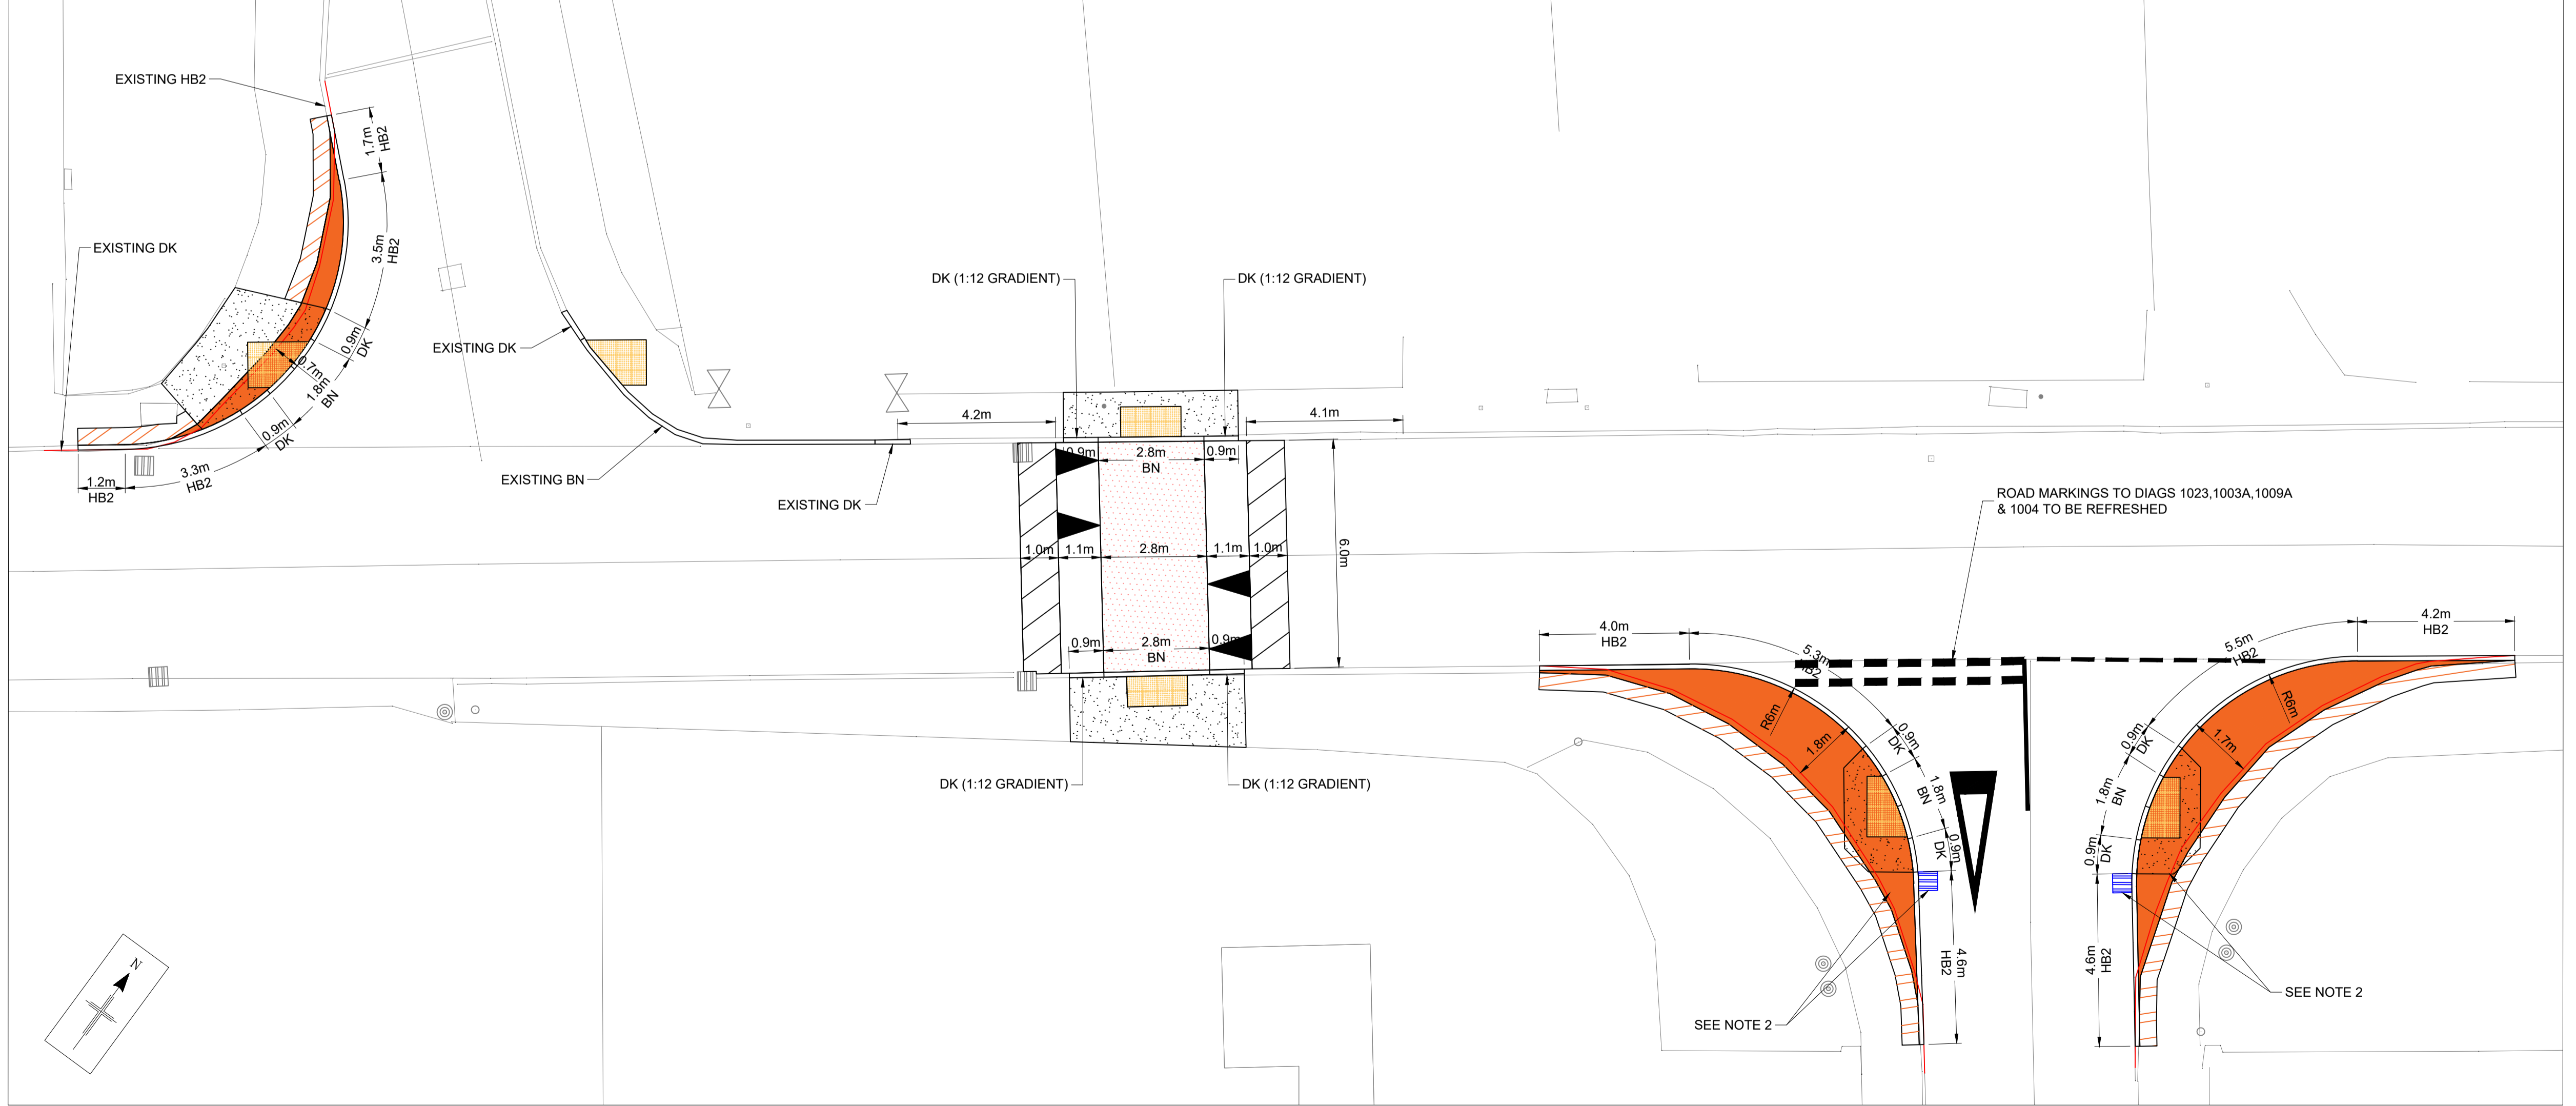 EXISTING HB2
1.7m
HB2
3.5m
HB2
EXISTING DK
0.9m
DK
0.7m
1.8m
BN
0.9m
DK
3.3m
HB2
1.2m
HB2
EXISTING DK
EXISTING BN
EXISTING DK
DK (1:12 GRADIENT)
DK (1:12 GRADIENT)
4.2m
4.1m
0.9m
2.8m
BN
0.9m
1.0m
1.1m
2.8m
1.1m
1.0m
6.0m
0.9m
2.8m
BN
0.9m
DK (1:12 GRADIENT)
DK (1:12 GRADIENT)
ROAD MARKINGS TO DIAGS 1023,1003A,1009A
& 1004 TO BE REFRESHED
4.0m
HB2
5.3m
HB2
R6m
1.8m
0.9m
DK
1.8m
BN
0.9m
DK
4.6m
HB2
SEE NOTE 2
4.2m
HB2
5.5m
HB2
R6m
1.7m
0.9m
DK
1.8m
BN
0.9m
DK
4.6m
HB2
SEE NOTE 2
N